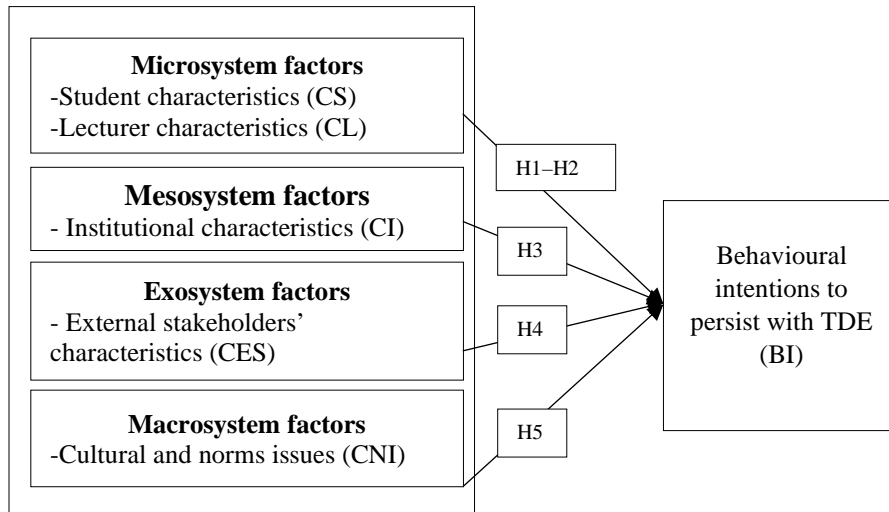 Microsystem factors
-Student characteristics (CS)
-Lecturer characteristics (CL)
Mesosystem factors
- Institutional characteristics (CI)
Exosystem factors
- External stakeholders’
characteristics (CES)
Macrosystem factors
-Cultural and norms issues (CNI)
H1–H2
H3
H4
H5
Behavioural
intentions to
persist with TDE
(BI)